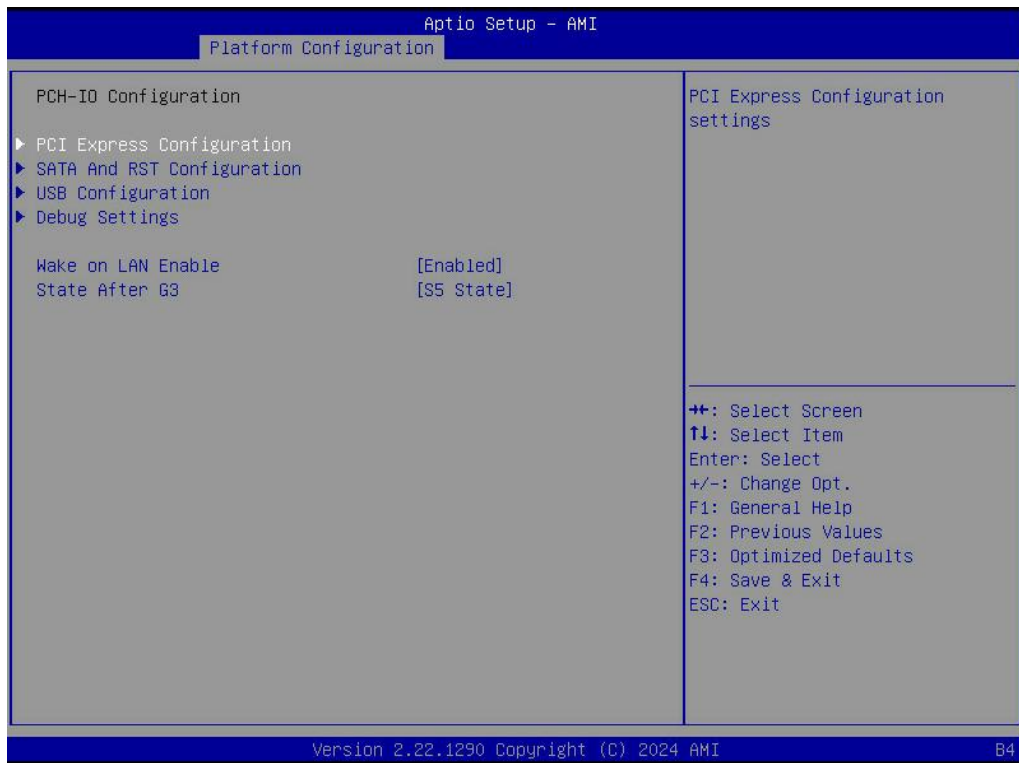 Aptio Setup - AMI
Platform Configuration
PCH-IO Configuration
PCI Express Configuration
SATA And RST Configuration
USB Configuration
Debug Settings
Wake on LAN Enable [Enabled]
State After G3 [S5 State]
PCI Express Configuration
settings
→←: Select Screen
↑↓: Select Item
Enter: Select
+/-: Change Opt.
F1: General Help
F2: Previous Values
F3: Optimized Defaults
F4: Save & Exit
ESC: Exit
Version 2.22.1290 Copyright (C) 2024 AMI
B4